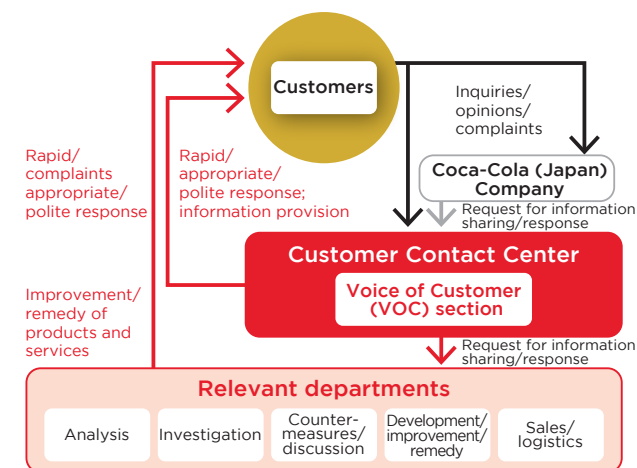 Customers
Inquiries/
opinions/
complaints
Rapid/
complaints
appropriate/
polite response
Rapid/
appropriate/
polite response;
information provision
Coca-Cola (Japan)
Company
Request for information
sharing/response
Customer Contact Center
Voice of Customer
(VOC) section
Improvement/
remedy of
products and
services
Request for information
sharing/response
Relevant departments
Analysis
Investigation
Counter-
measures/
discussion
Development/
improvement/
remedy
Sales/
logistics